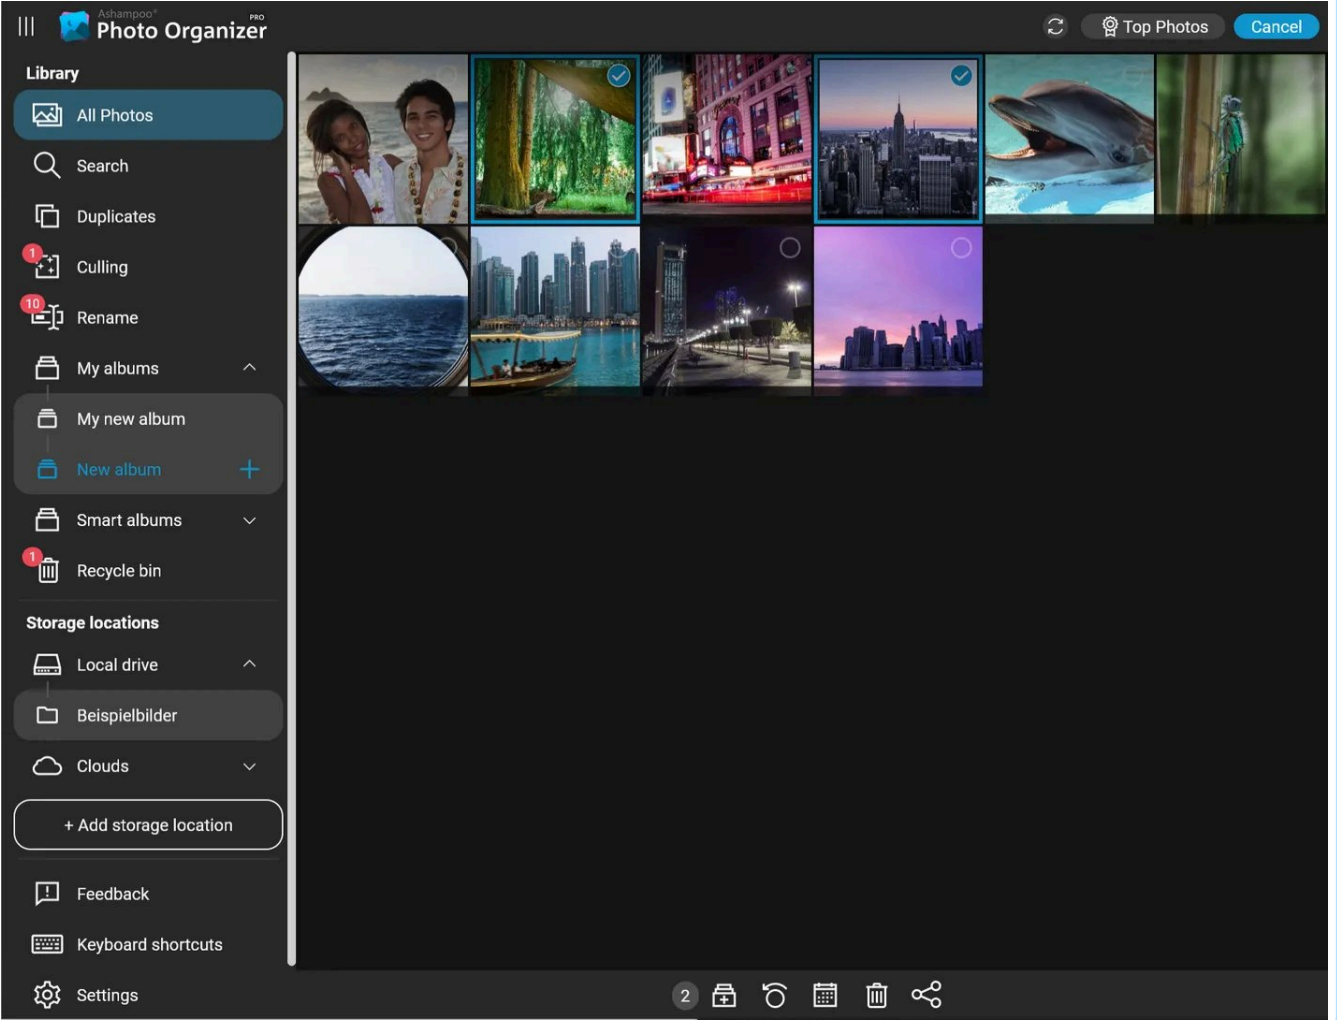 Ashampoo®
Photo Organizer PRO
Top Photos
Cancel
Library
All Photos
Search
Duplicates
1
Culling
10
Rename
My albums
My new album
New album
Smart albums
1
Recycle bin
Storage locations
Local drive
Beispielbilder
Clouds
+ Add storage location
Feedback
Keyboard shortcuts
Settings
2